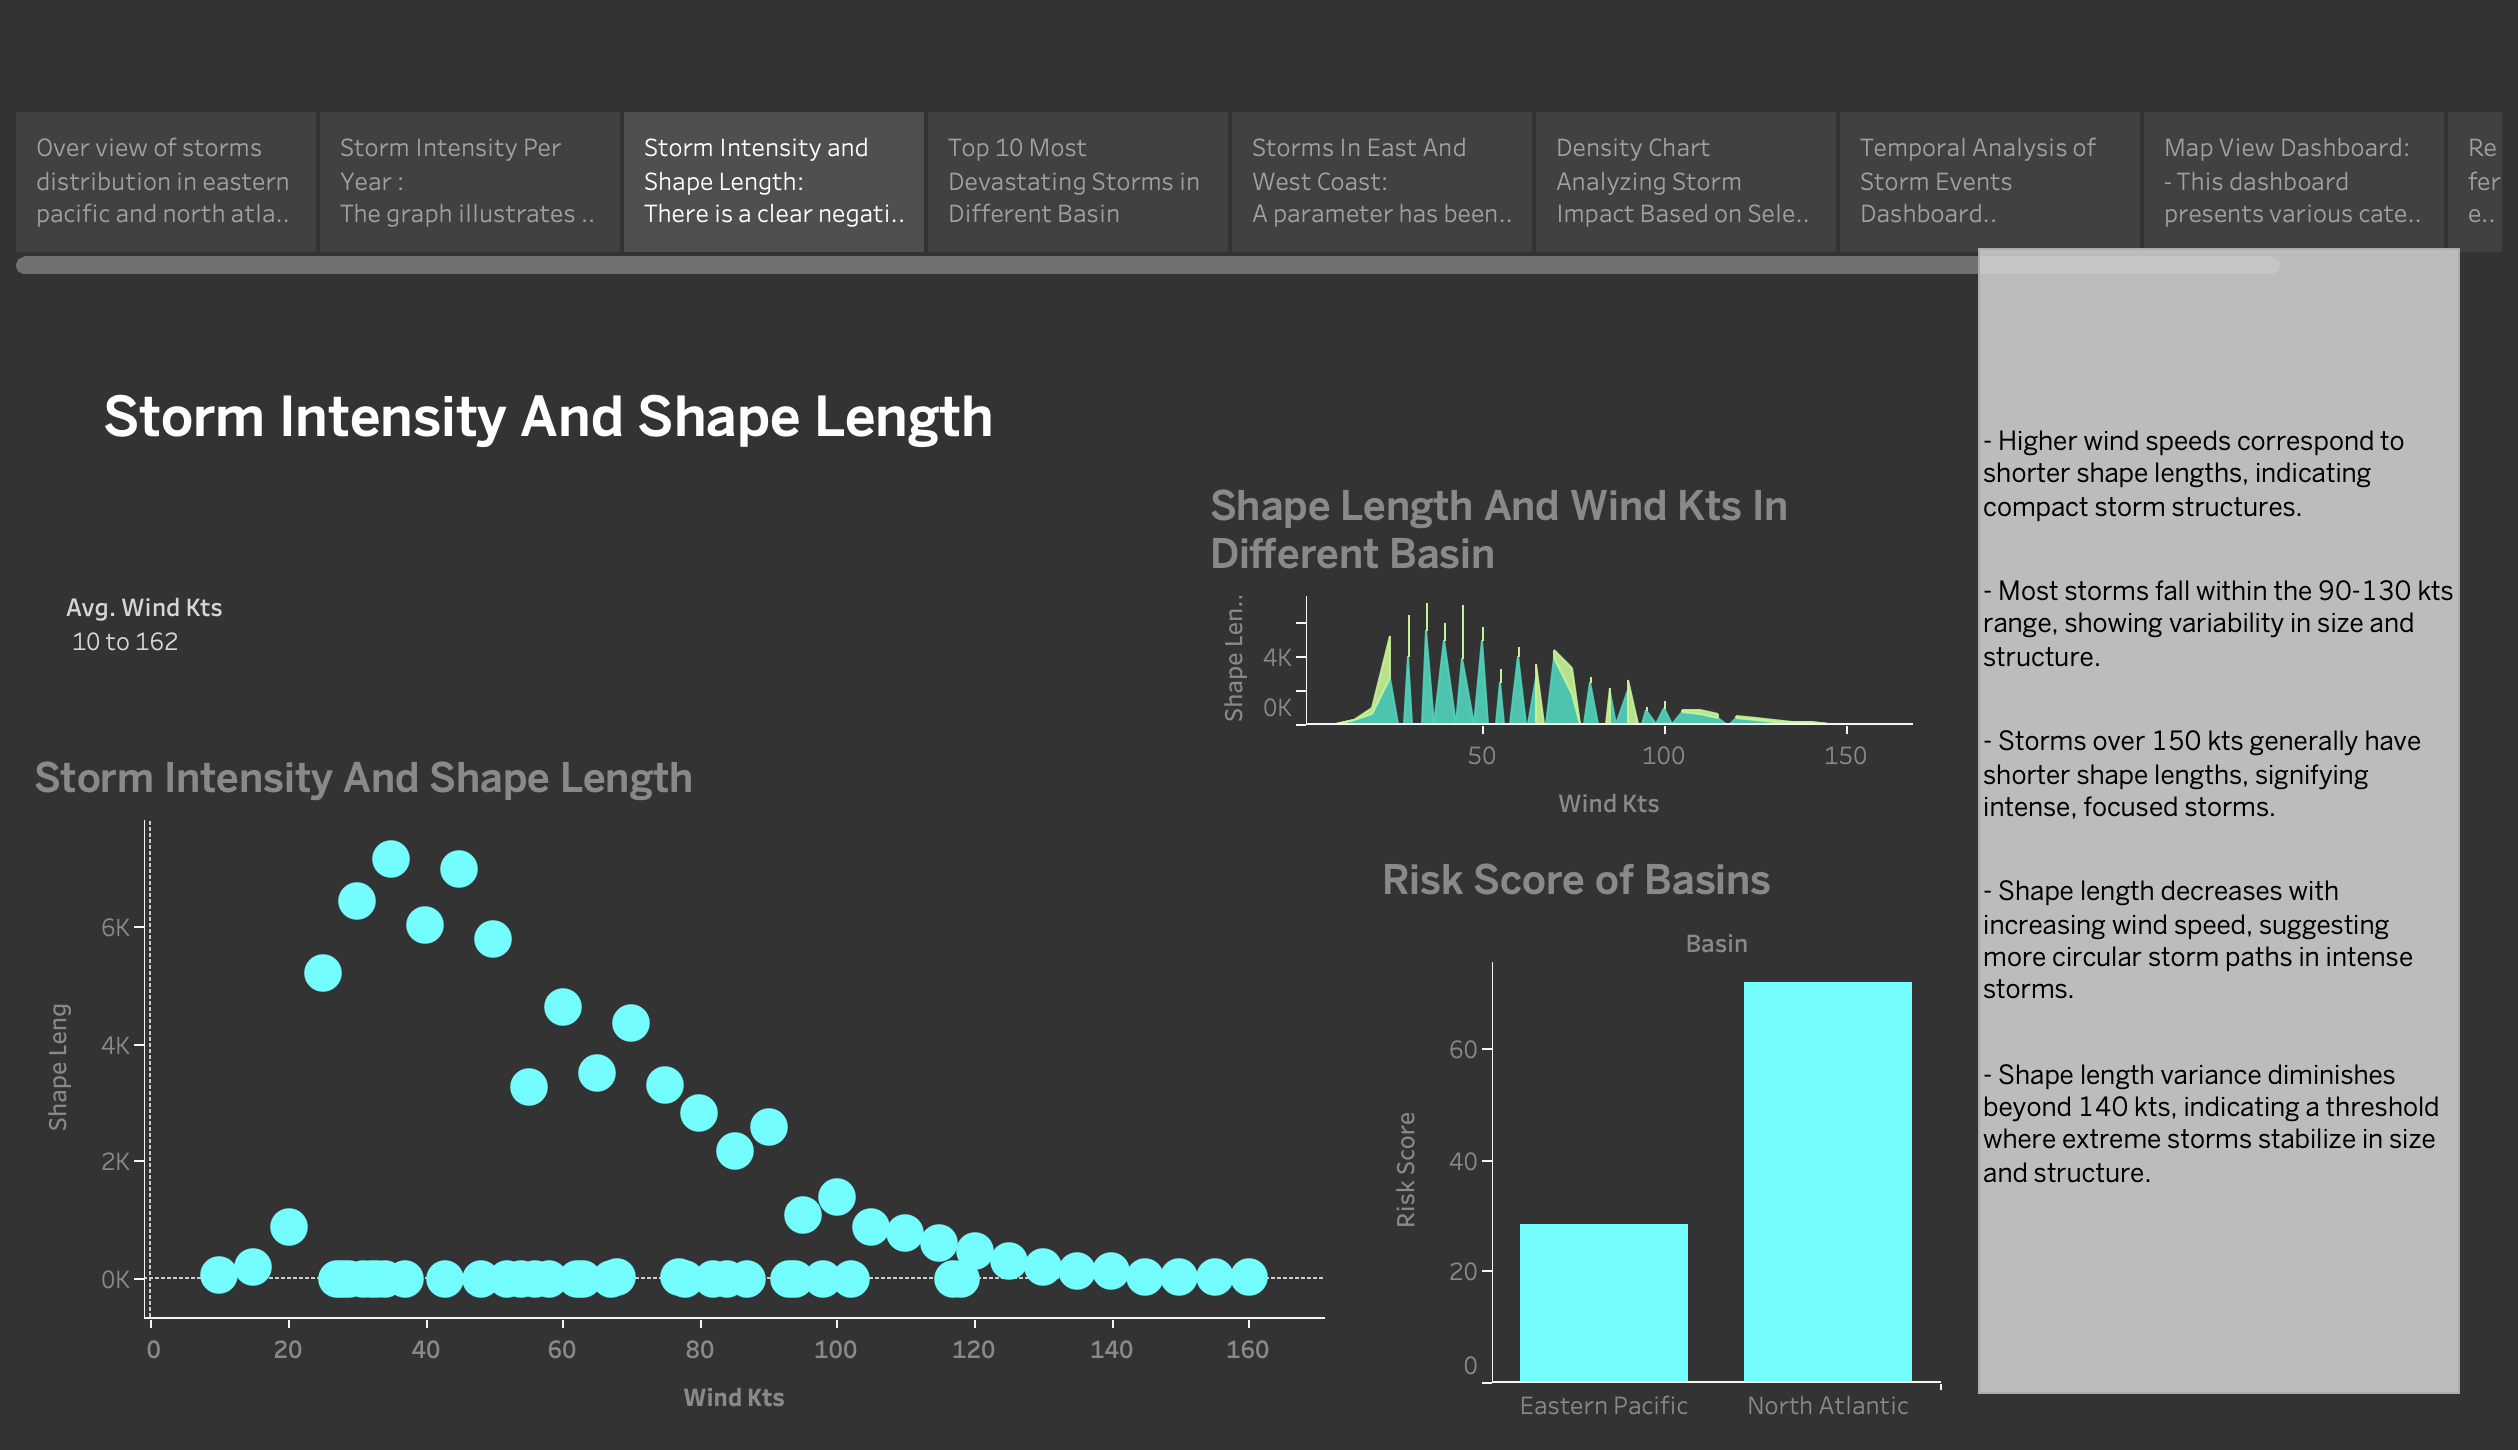 Over view of storms
distribution in eastern
pacific and north atla..
Storm Intensity Per
Year :
The graph illustrates ..
Storm Intensity and
Shape Length:
There is a clear negati..
Top 10 Most
Devastating Storms in
Different Basin
Storms In East And
West Coast:
A parameter has been..
Density Chart
Analyzing Storm
Impact Based on Sele..
Temporal Analysis of
Storm Events
Dashboard..
Map View Dashboard:
- This dashboard
presents various cate..
Re
fer
e..
Storm Intensity And Shape Length
Avg. Wind Kts
10 to 162
Storm Intensity And Shape Length
Shape Leng
6K
4K
2K
0K
0 20 40 60 80 100 120 140 160
Wind Kts
Shape Length And Wind Kts In
Different Basin
Shape Len..
4K
0K
50 100 150
Wind Kts
Risk Score of Basins
Basin
Risk Score
60
40
20
0
Eastern Pacific North Atlantic
- Higher wind speeds correspond to
shorter shape lengths, indicating
compact storm structures.
- Most storms fall within the 90-130 kts
range, showing variability in size and
structure.
- Storms over 150 kts generally have
shorter shape lengths, signifying
intense, focused storms.
- Shape length decreases with
increasing wind speed, suggesting
more circular storm paths in intense
storms.
- Shape length variance diminishes
beyond 140 kts, indicating a threshold
where extreme storms stabilize in size
and structure.